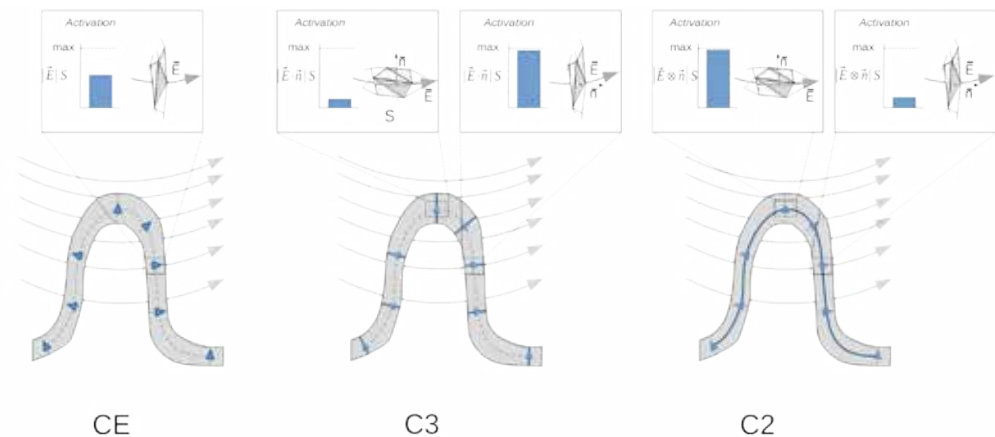 Activation
max
|E⃗| S
E⃗
Activation
max
|E⃗·n⃗| S
n⃗
E⃗
S
Activation
max
|E⃗·n⃗| S
E⃗
n⃗
Activation
max
|E⃗⊗n⃗| S
n⃗
E⃗
Activation
max
|E⃗⊗n⃗| S
E⃗
n⃗
CE
C3
C2